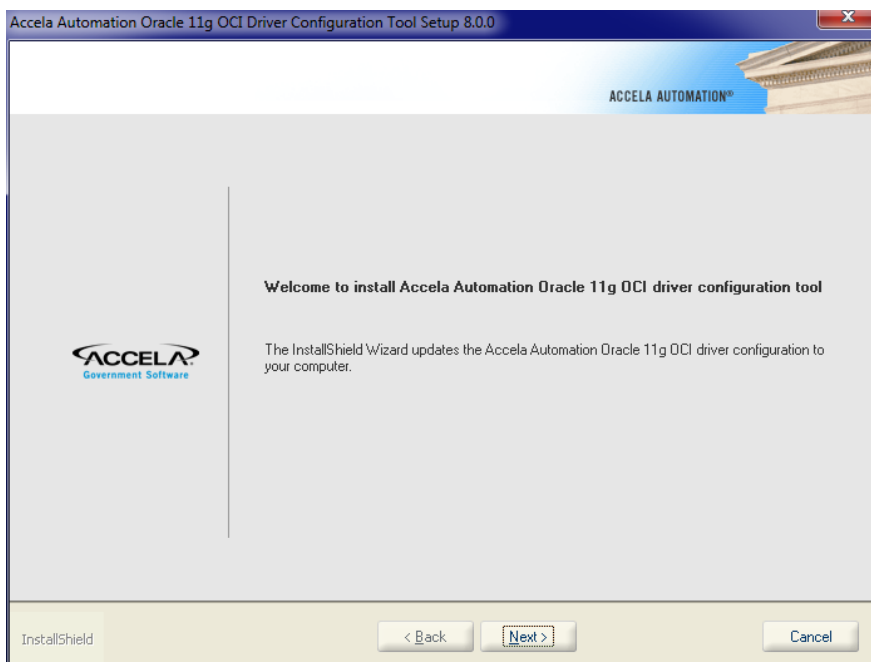 Accela Automation Oracle 11g OCI Driver Configuration Tool Setup 8.0.0
ACCELA AUTOMATION®
Welcome to install Accela Automation Oracle 11g OCI driver configuration tool
The InstallShield Wizard updates the Accela Automation Oracle 11g OCI driver configuration to
your computer.
ACCELA.
Government Software
InstallShield
< Back
Next >
Cancel